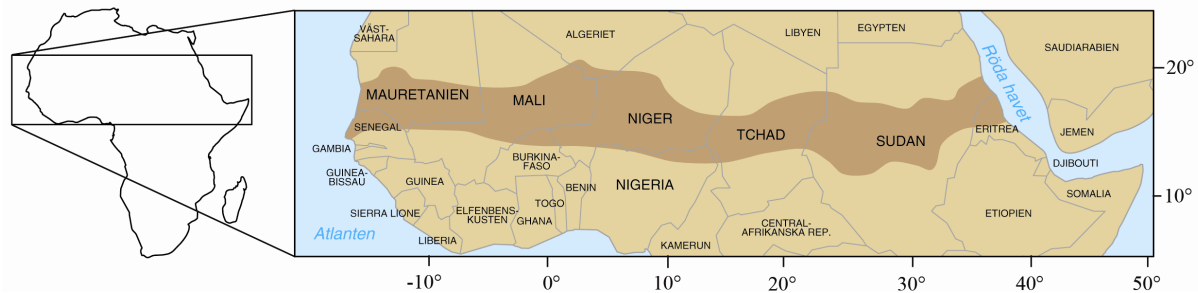 VÄST-
SAHARA
ALGERIET
LIBYEN
EGYPTEN
SAUDIARABIEN
Röda havet
20°
MAURETANIEN
MALI
NIGER
TCHAD
SUDAN
SENEGAL
ERITREA
JEMEN
GAMBIA
DJIBOUTI
GUINEA-
BISSAU
GUINEA
BURKINA-
FASO
BENIN
NIGERIA
SOMALIA
10°
SIERRA LIONE
ELFENBENS-
KUSTEN
TOGO
GHANA
CENTRAL-
AFRIKANSKA REP.
ETIOPIEN
Atlanten
LIBERIA
KAMERUN
-10°
0°
10°
20°
30°
40°
50°